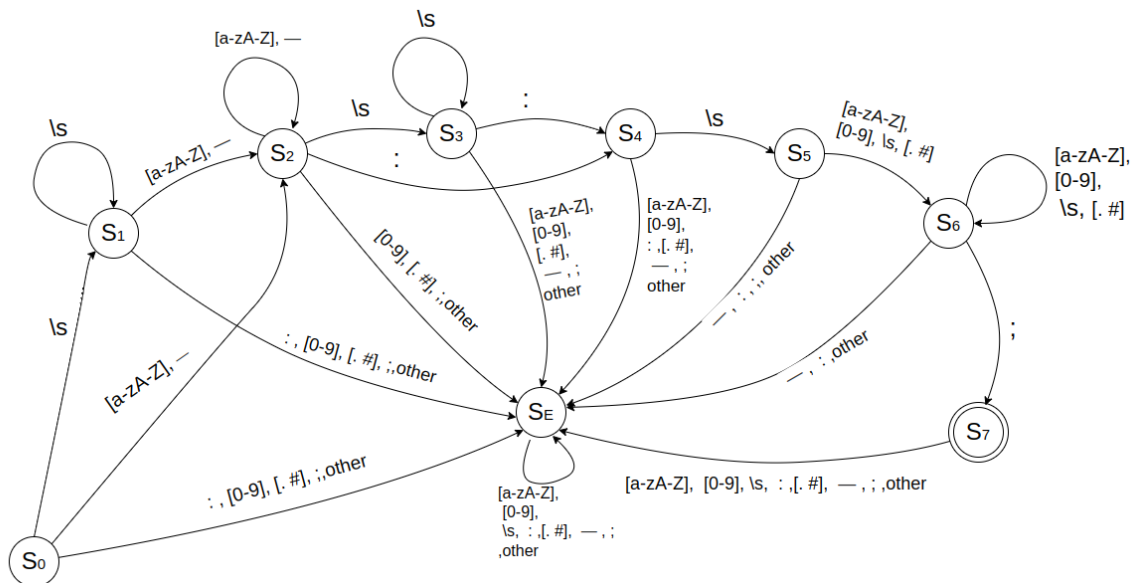 \s
[a-zA-Z], —
\s
[a-zA-Z], —
S2
\s
S3
:
S4
\s
S5
[a-zA-Z],
[0-9], \s, [. #]
S6
[a-zA-Z],
[0-9],
\s, [. #]
S1
:
\s
[a-zA-Z], —
: , [0-9], [. #], ;,other
[0-9], [. #], ;,other
[a-zA-Z],
[0-9],
[. #],
— , ;
other
[a-zA-Z],
[0-9],
: ,[. #],
— , ;
other
— , : , ;, other
— , : ,other
;
SE
S7
[a-zA-Z], [0-9], \s, : ,[. #], — , ; ,other
: , [0-9], [. #], ;,other
[a-zA-Z],
[0-9],
\s, : ,[. #], — , ;
,other
S0